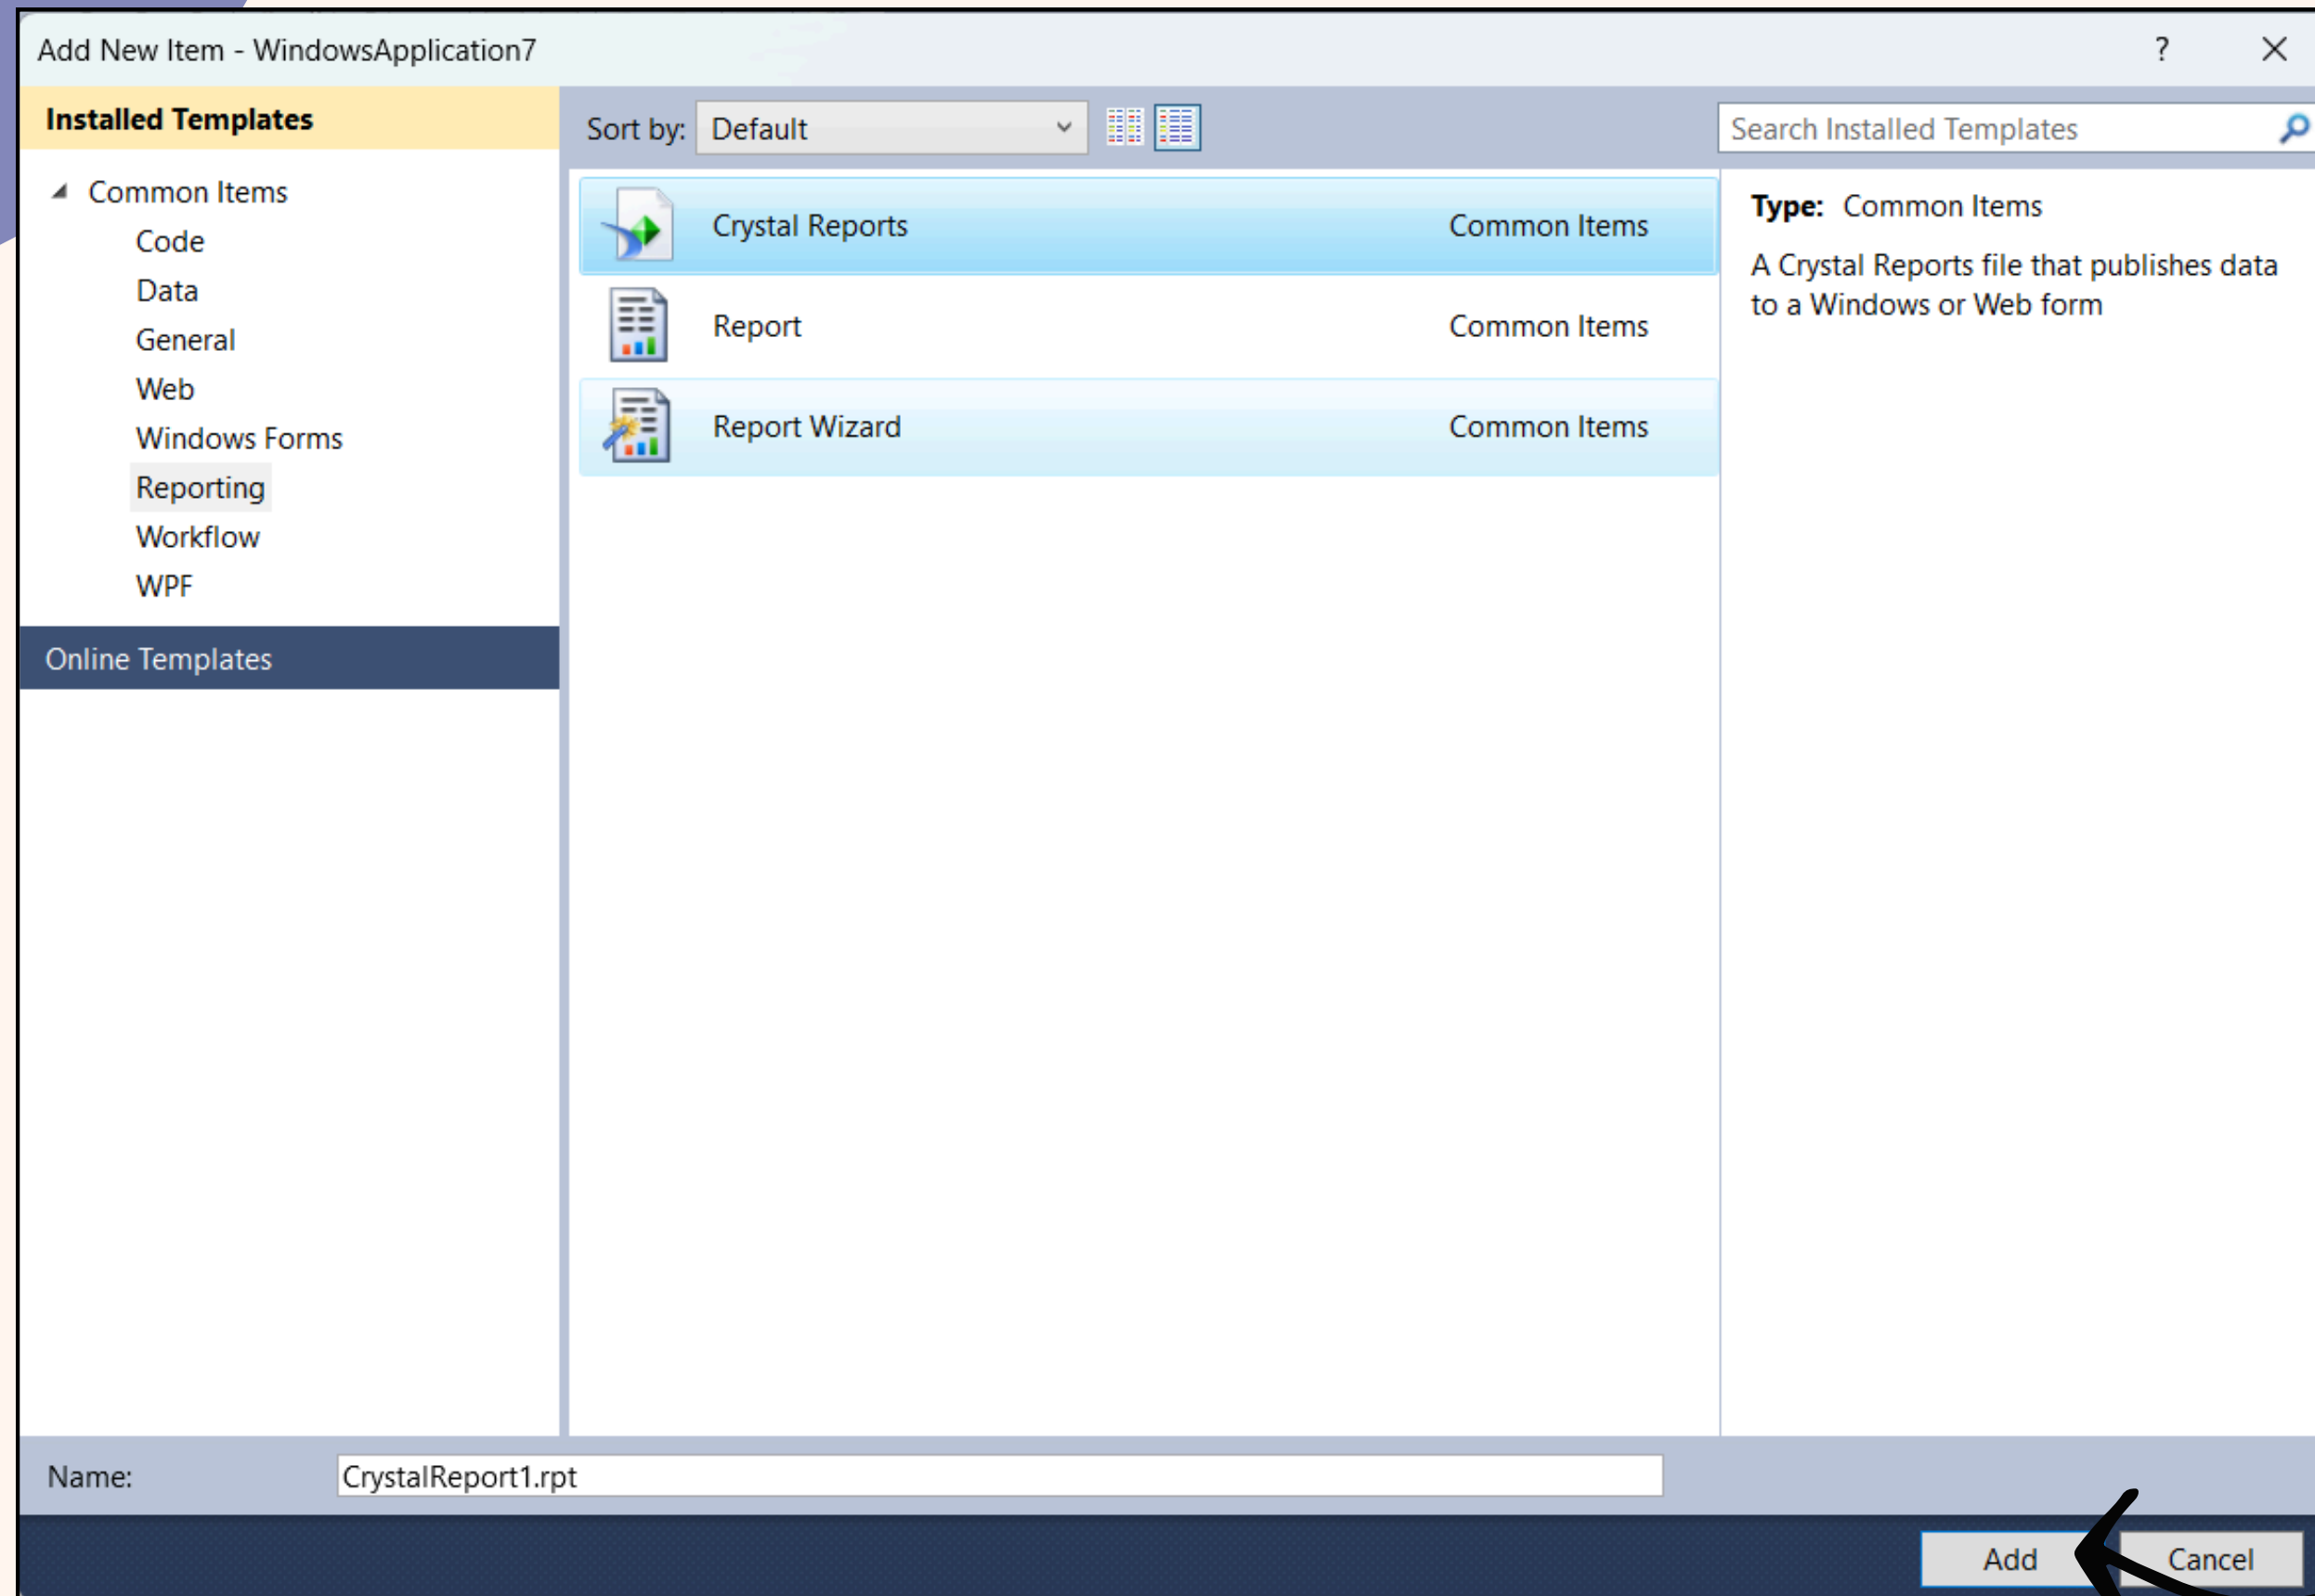 Add New Item - WindowsApplication7
?
Installed Templates
Sort by: Default
Search Installed Templates
Common Items
Code
Data
General
Web
Windows Forms
Reporting
Workflow
WPF
Online Templates
Crystal Reports Common Items
Report Common Items
Report Wizard Common Items
Type: Common Items
A Crystal Reports file that publishes data
to a Windows or Web form
Name: CrystalReport1.rpt
Add Cancel